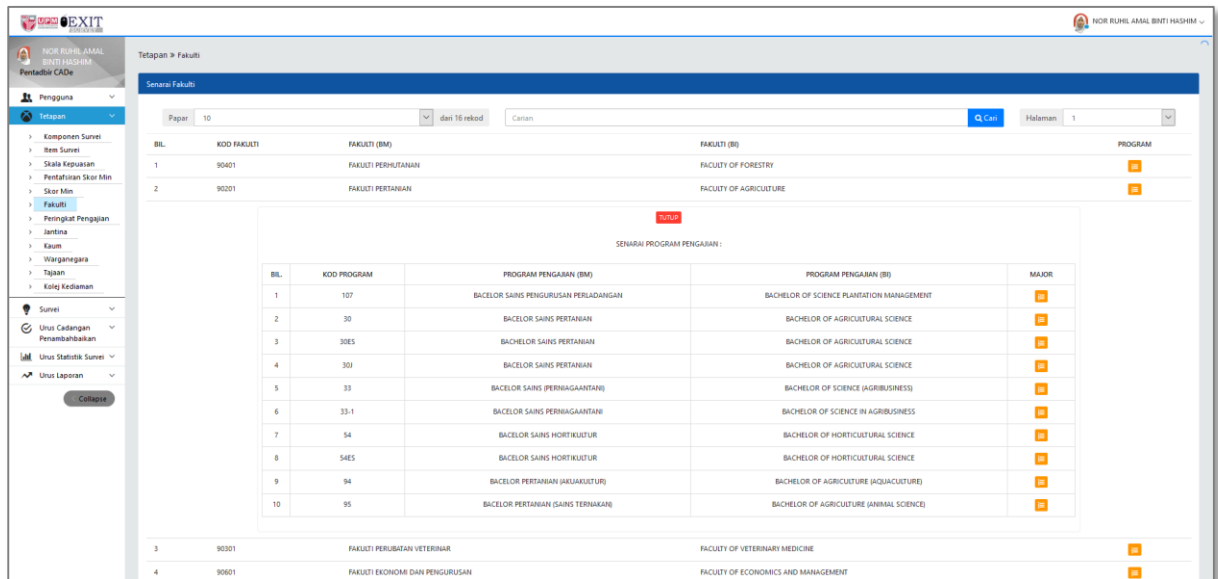 UPM EXIT
SURVEY
NOR RUHIL AMAL BINTI HASHIM
NOR RUHIL AMAL
BINTI HASHIM
Pentadbir CADe
Pengguna
Tetapan
Komponen Survei
Item Survei
Skala Kepuasan
Pentafsiran Skor Min
Skor Min
Fakulti
Peringkat Pengajian
Jantina
Kaum
Warganegara
Tajaan
Kolej Kediaman
Survei
Urus Cadangan
Penambahbaikan
Urus Statistik Survei
Urus Laporan
Collapse
Tetapan » Fakulti
Senarai Fakulti
Papar 10 dari 16 rekod Carian Cari Halaman 1
BIL. KOD FAKULTI FAKULTI (BM) FAKULTI (BI) PROGRAM
1 90401 FAKULTI PERHUTANAN FACULTY OF FORESTRY
2 90201 FAKULTI PERTANIAN FACULTY OF AGRICULTURE
TUTUP
SENARAI PROGRAM PENGAJIAN :
BIL. KOD PROGRAM PROGRAM PENGAJIAN (BM) PROGRAM PENGAJIAN (BI) MAJOR
1 107 BACELOR SAINS PENGURUSAN PERLADANGAN BACHELOR OF SCIENCE PLANTATION MANAGEMENT
2 30 BACELOR SAINS PERTANIAN BACHELOR OF AGRICULTURAL SCIENCE
3 30ES BACHELOR SAINS PERTANIAN BACHELOR OF AGRICULTURAL SCIENCE
4 30J BACELOR SAINS PERTANIAN BACHELOR OF AGRICULTURAL SCIENCE
5 33 BACELOR SAINS (PERNIAGAANTANI) BACHELOR OF SCIENCE (AGRIBUSINESS)
6 33-1 BACELOR SAINS PERNIAGAANTANI BACHELOR OF SCIENCE IN AGRIBUSINESS
7 54 BACELOR SAINS HORTIKULTUR BACHELOR OF HORTICULTURAL SCIENCE
8 54ES BACELOR SAINS HORTIKULTUR BACHELOR OF HORTICULTURAL SCIENCE
9 94 BACELOR PERTANIAN (AKUAKULTUR) BACHELOR OF AGRICULTURE (AQUACULTURE)
10 95 BACELOR PERTANIAN (SAINS TERNAKAN) BACHELOR OF AGRICULTURE (ANIMAL SCIENCE)
3 90301 FAKULTI PERUBATAN VETERINAR FACULTY OF VETERINARY MEDICINE
4 90601 FAKULTI EKONOMI DAN PENGURUSAN FACULTY OF ECONOMICS AND MANAGEMENT